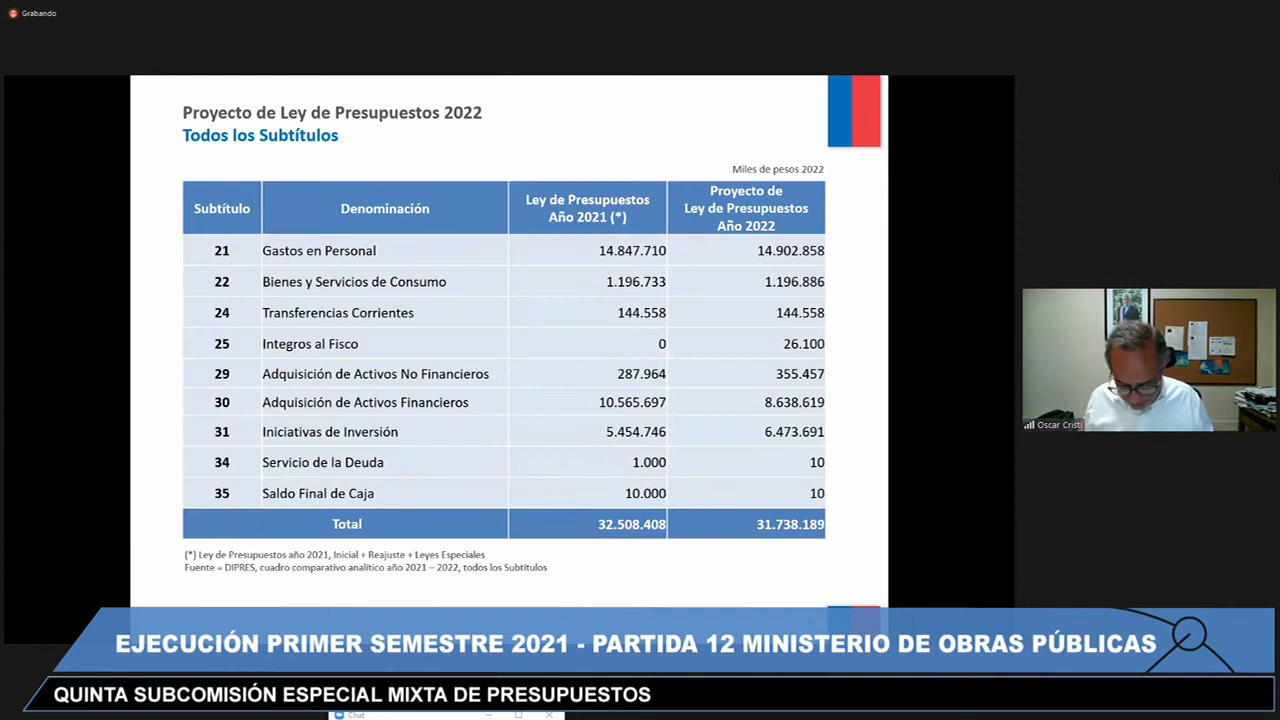 Grabando
Proyecto de Ley de Presupuestos 2022
Todos los Subtítulos
Miles de pesos 2022
Subtítulo Denominación Ley de Presupuestos Año 2021 (*) Proyecto de Ley de Presupuestos Año 2022
21 Gastos en Personal 14.847.710 14.902.858
22 Bienes y Servicios de Consumo 1.196.733 1.196.886
24 Transferencias Corrientes 144.558 144.558
25 Integros al Fisco 0 26.100
29 Adquisición de Activos No Financieros 287.964 355.457
30 Adquisición de Activos Financieros 10.565.697 8.638.619
31 Iniciativas de Inversión 5.454.746 6.473.691
34 Servicio de la Deuda 1.000 10
35 Saldo Final de Caja 10.000 10
Total 32.508.408 31.738.189
(*) Ley de Presupuestos año 2021, Inicial + Reajuste + Leyes Especiales
Fuente = DIPRES, cuadro comparativo analítico año 2021 – 2022, todos los Subtítulos
Oscar Cristi
EJECUCIÓN PRIMER SEMESTRE 2021 - PARTIDA 12 MINISTERIO DE OBRAS PÚBLICAS
QUINTA SUBCOMISIÓN ESPECIAL MIXTA DE PRESUPUESTOS
Chat